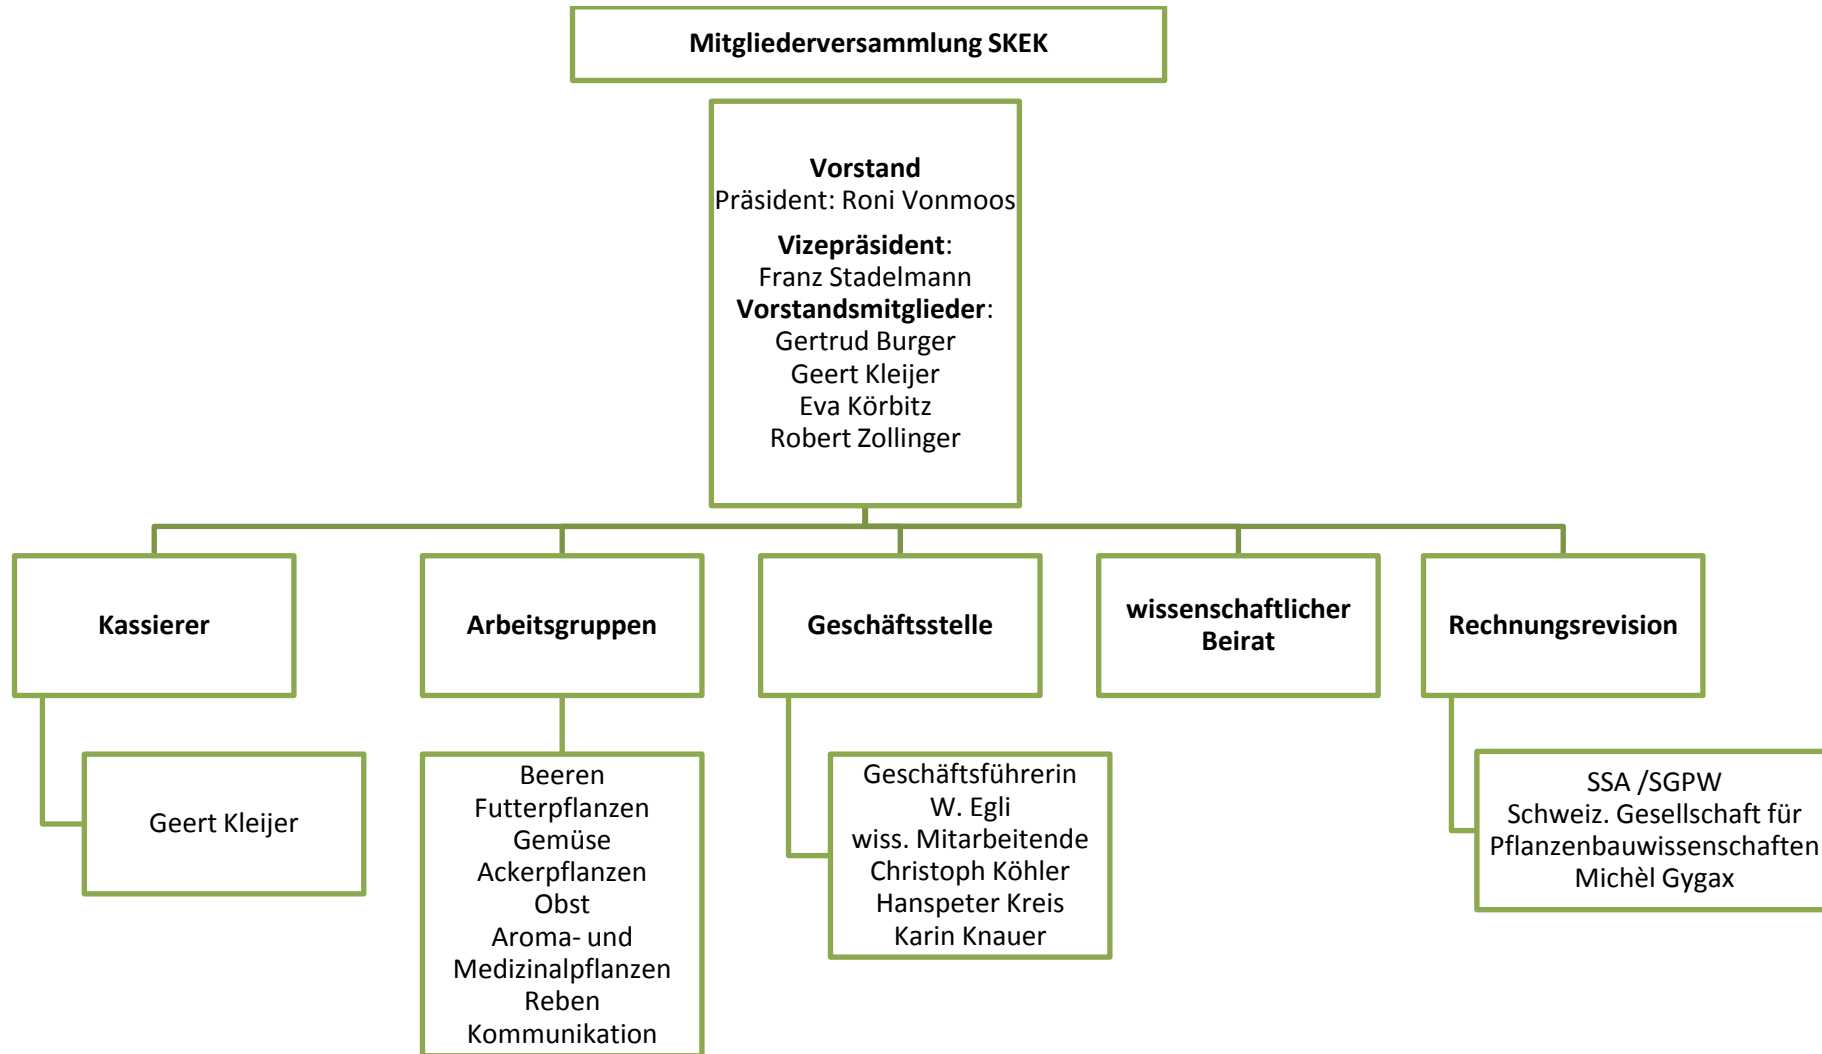 Mitgliederversammlung SKEK
Vorstand
Präsident: Roni Vonmoos
Vizepräsident:
Franz Stadelmann
Vorstandsmitglieder:
Gertrud Burger
Geert Kleijer
Eva Körbitz
Robert Zollinger
Kassierer
Geert Kleijer
Arbeitsgruppen
Beeren
Futterpflanzen
Gemüse
Ackerpflanzen
Obst
Aroma- und
Medizinalpflanzen
Reben
Kommunikation
Geschäftsstelle
Geschäftsführerin
W. Egli
wiss. Mitarbeitende
Christoph Köhler
Hanspeter Kreis
Karin Knauer
wissenschaftlicher
Beirat
Rechnungsrevision
SSA /SGPW
Schweiz. Gesellschaft für
Pflanzenbauwissenschaften
Michèl Gygax